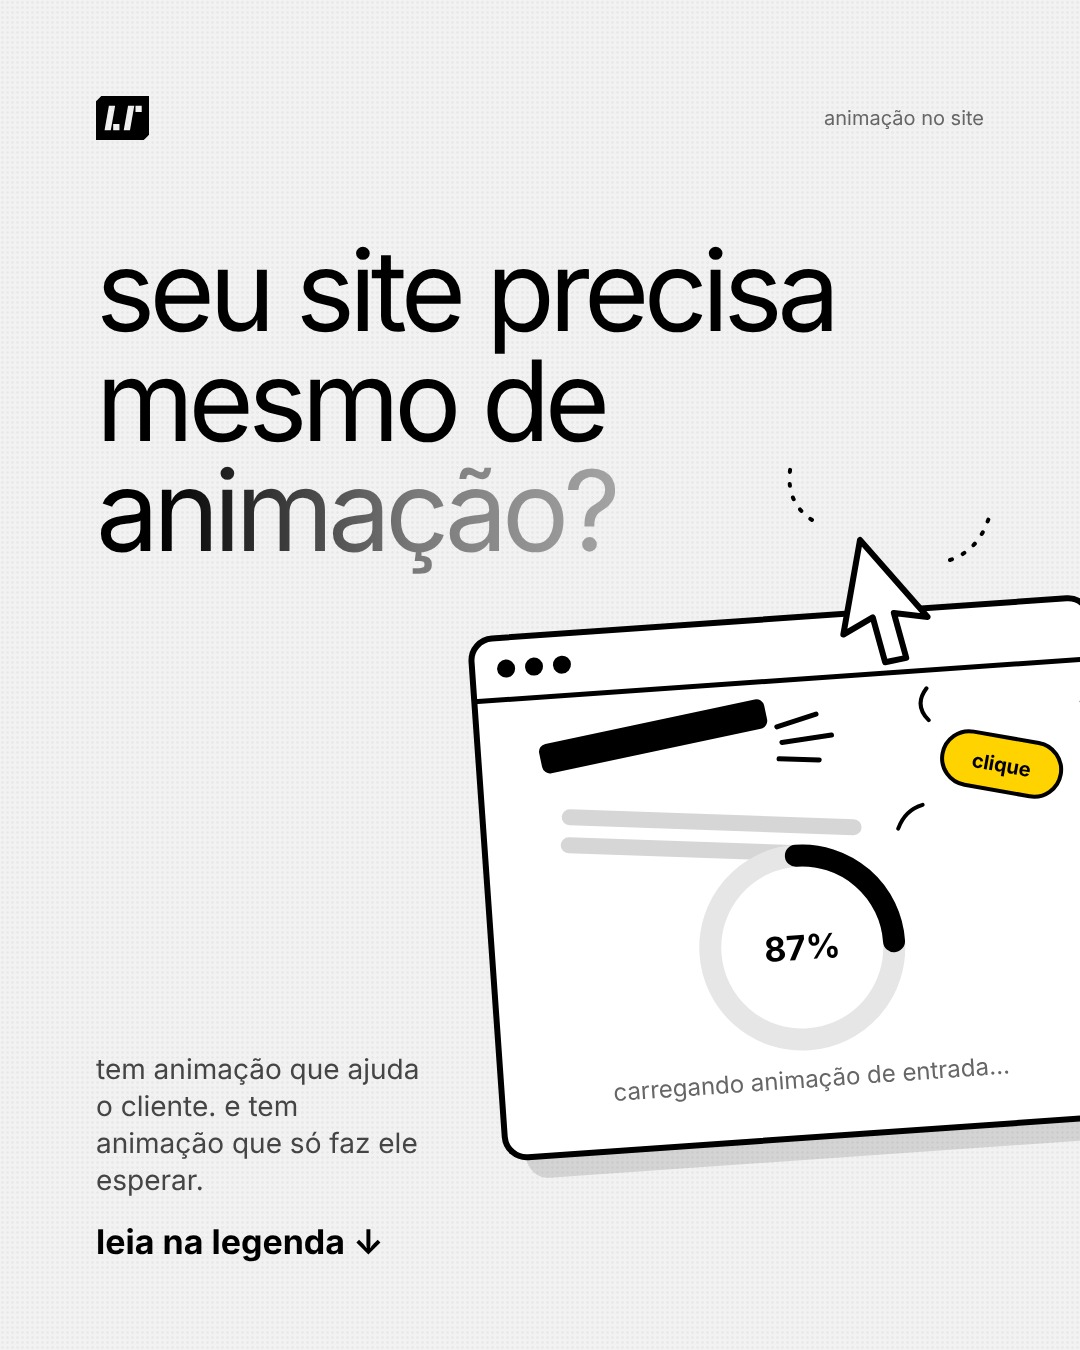 animação no site
seu site precisa
mesmo de
animação?
clique
87%
carregando animação de entrada...
tem animação que ajuda
o cliente. e tem
animação que só faz ele
esperar.
leia na legenda ↓